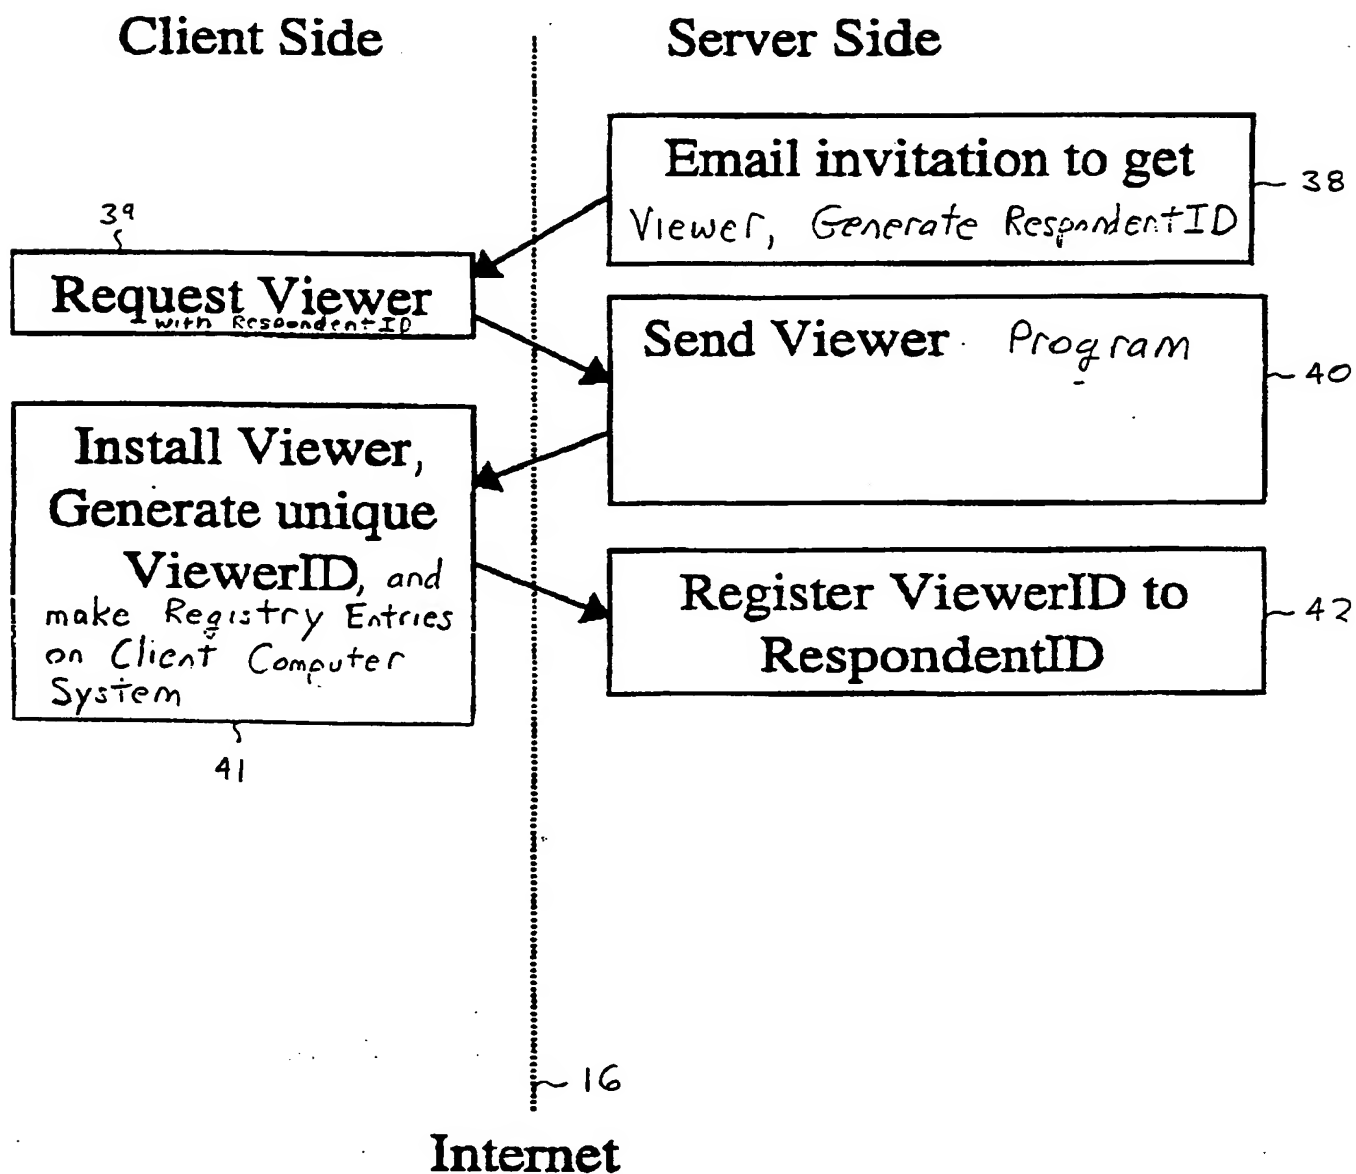 Client Side
Server Side
Email invitation to get
Viewer, Generate RespondentID
38
39
Request Viewer
with RespondentID
Send Viewer Program
40
Install Viewer,
Generate unique
ViewerID, and
make Registry Entries
on Client Computer
System
41
Register ViewerID to
RespondentID
42
16
Internet